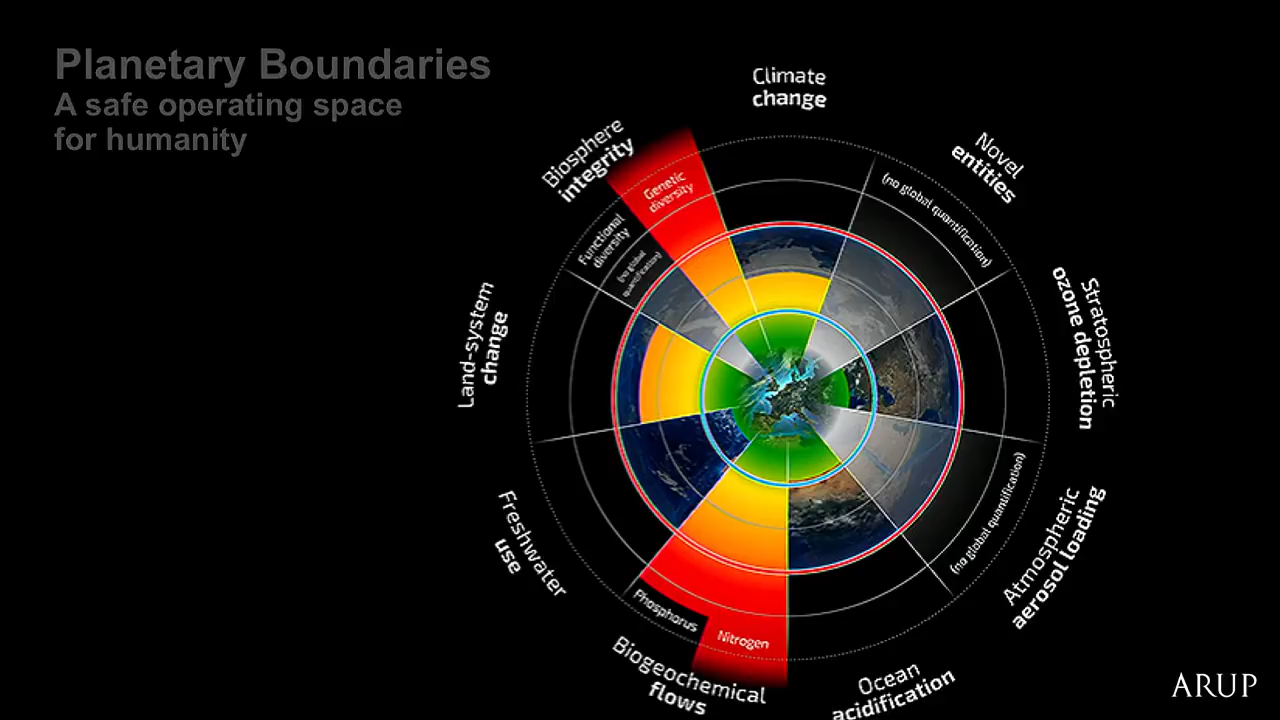 Planetary Boundaries
A safe operating space
for humanity
Climate
change
Novel
entities
(no global quantification)
Stratospheric
ozone depletion
Atmospheric
aerosol loading
(no global quantification)
Ocean
acidification
Biogeochemical
flows
Phosphorus
Nitrogen
Freshwater
use
Land-system
change
Biosphere
integrity
Functional
diversity
(no global
quantification)
Genetic
diversity
ARUP